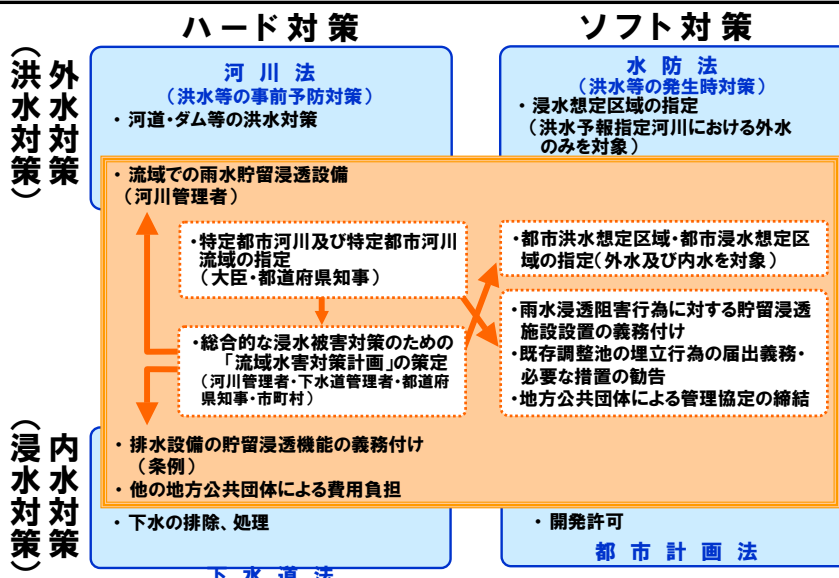 ハード対策
ソフト対策
外水対策
(洪水対策)
河川法
(洪水等の事前予防対策)
・河道・ダム等の洪水対策
水防法
(洪水等の発生時対策)
・浸水想定区域の指定
(洪水予報指定河川における外水
のみを対象)
・流域での雨水貯留浸透設備
(河川管理者)
・特定都市河川及び特定都市河川
流域の指定
(大臣・都道府県知事)
・総合的な浸水被害対策のための
「流域水害対策計画」の策定
(河川管理者・下水道管理者・都道府
県知事・市町村)
・都市洪水想定区域・都市浸水想定区
域の指定(外水及び内水を対象)
・雨水浸透阻害行為に対する貯留浸透
施設設置の義務付け
・既存調整池の埋立行為の届出義務・
必要な措置の勧告
・地方公共団体による管理協定の締結
・排水設備の貯留浸透機能の義務付け
(条例)
・他の地方公共団体による費用負担
内水対策
(浸水対策)
・下水の排除、処理
下水道法
・開発許可
都市計画法